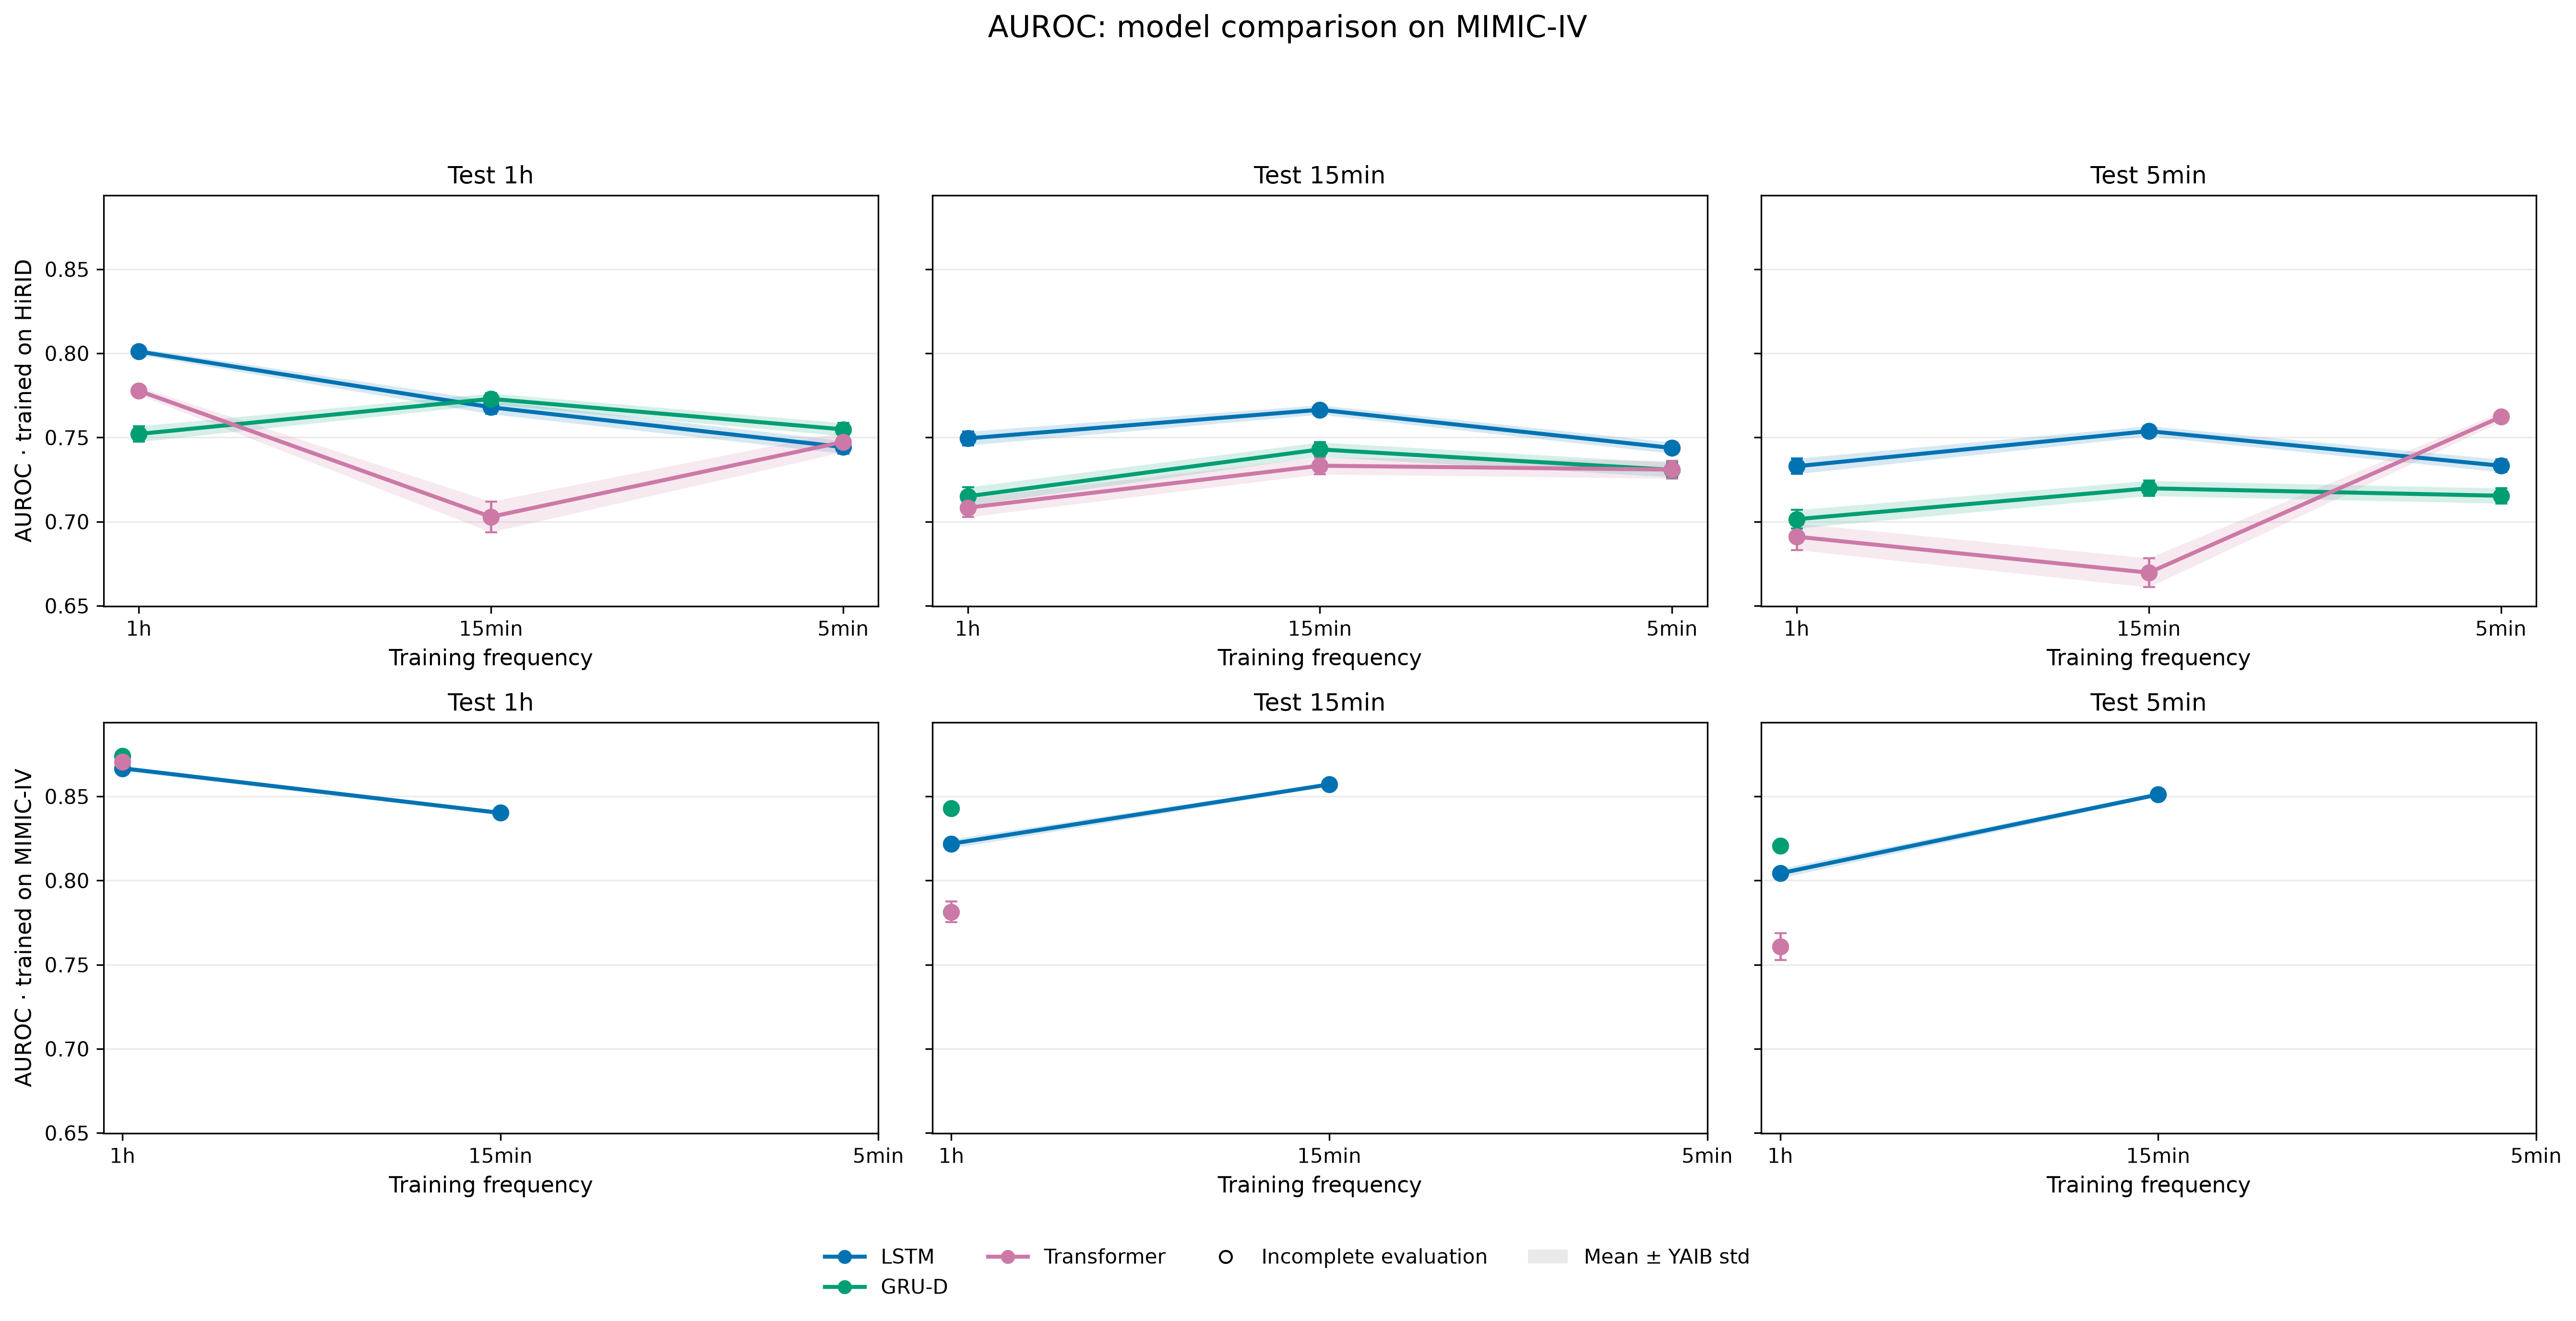 AUROC: model comparison on MIMIC-IV
Test 1h
Test 15min
Test 5min
AUROC · trained on HiRID
0.85
0.80
0.75
0.70
0.65
1h
15min
5min
1h
15min
5min
1h
15min
5min
Training frequency
Training frequency
Training frequency
Test 1h
Test 15min
Test 5min
AUROC · trained on MIMIC-IV
0.85
0.80
0.75
0.70
0.65
1h
15min
5min
1h
15min
5min
1h
15min
5min
Training frequency
Training frequency
Training frequency
LSTM
GRU-D
Transformer
Incomplete evaluation
Mean ± YAIB std